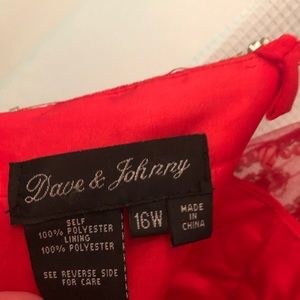 Dave & Johnny
SELF
100% POLYESTER
LINING
100% POLYESTER
SEE REVERSE SIDE
FOR CARE
16W
MADE
IN
CHINA